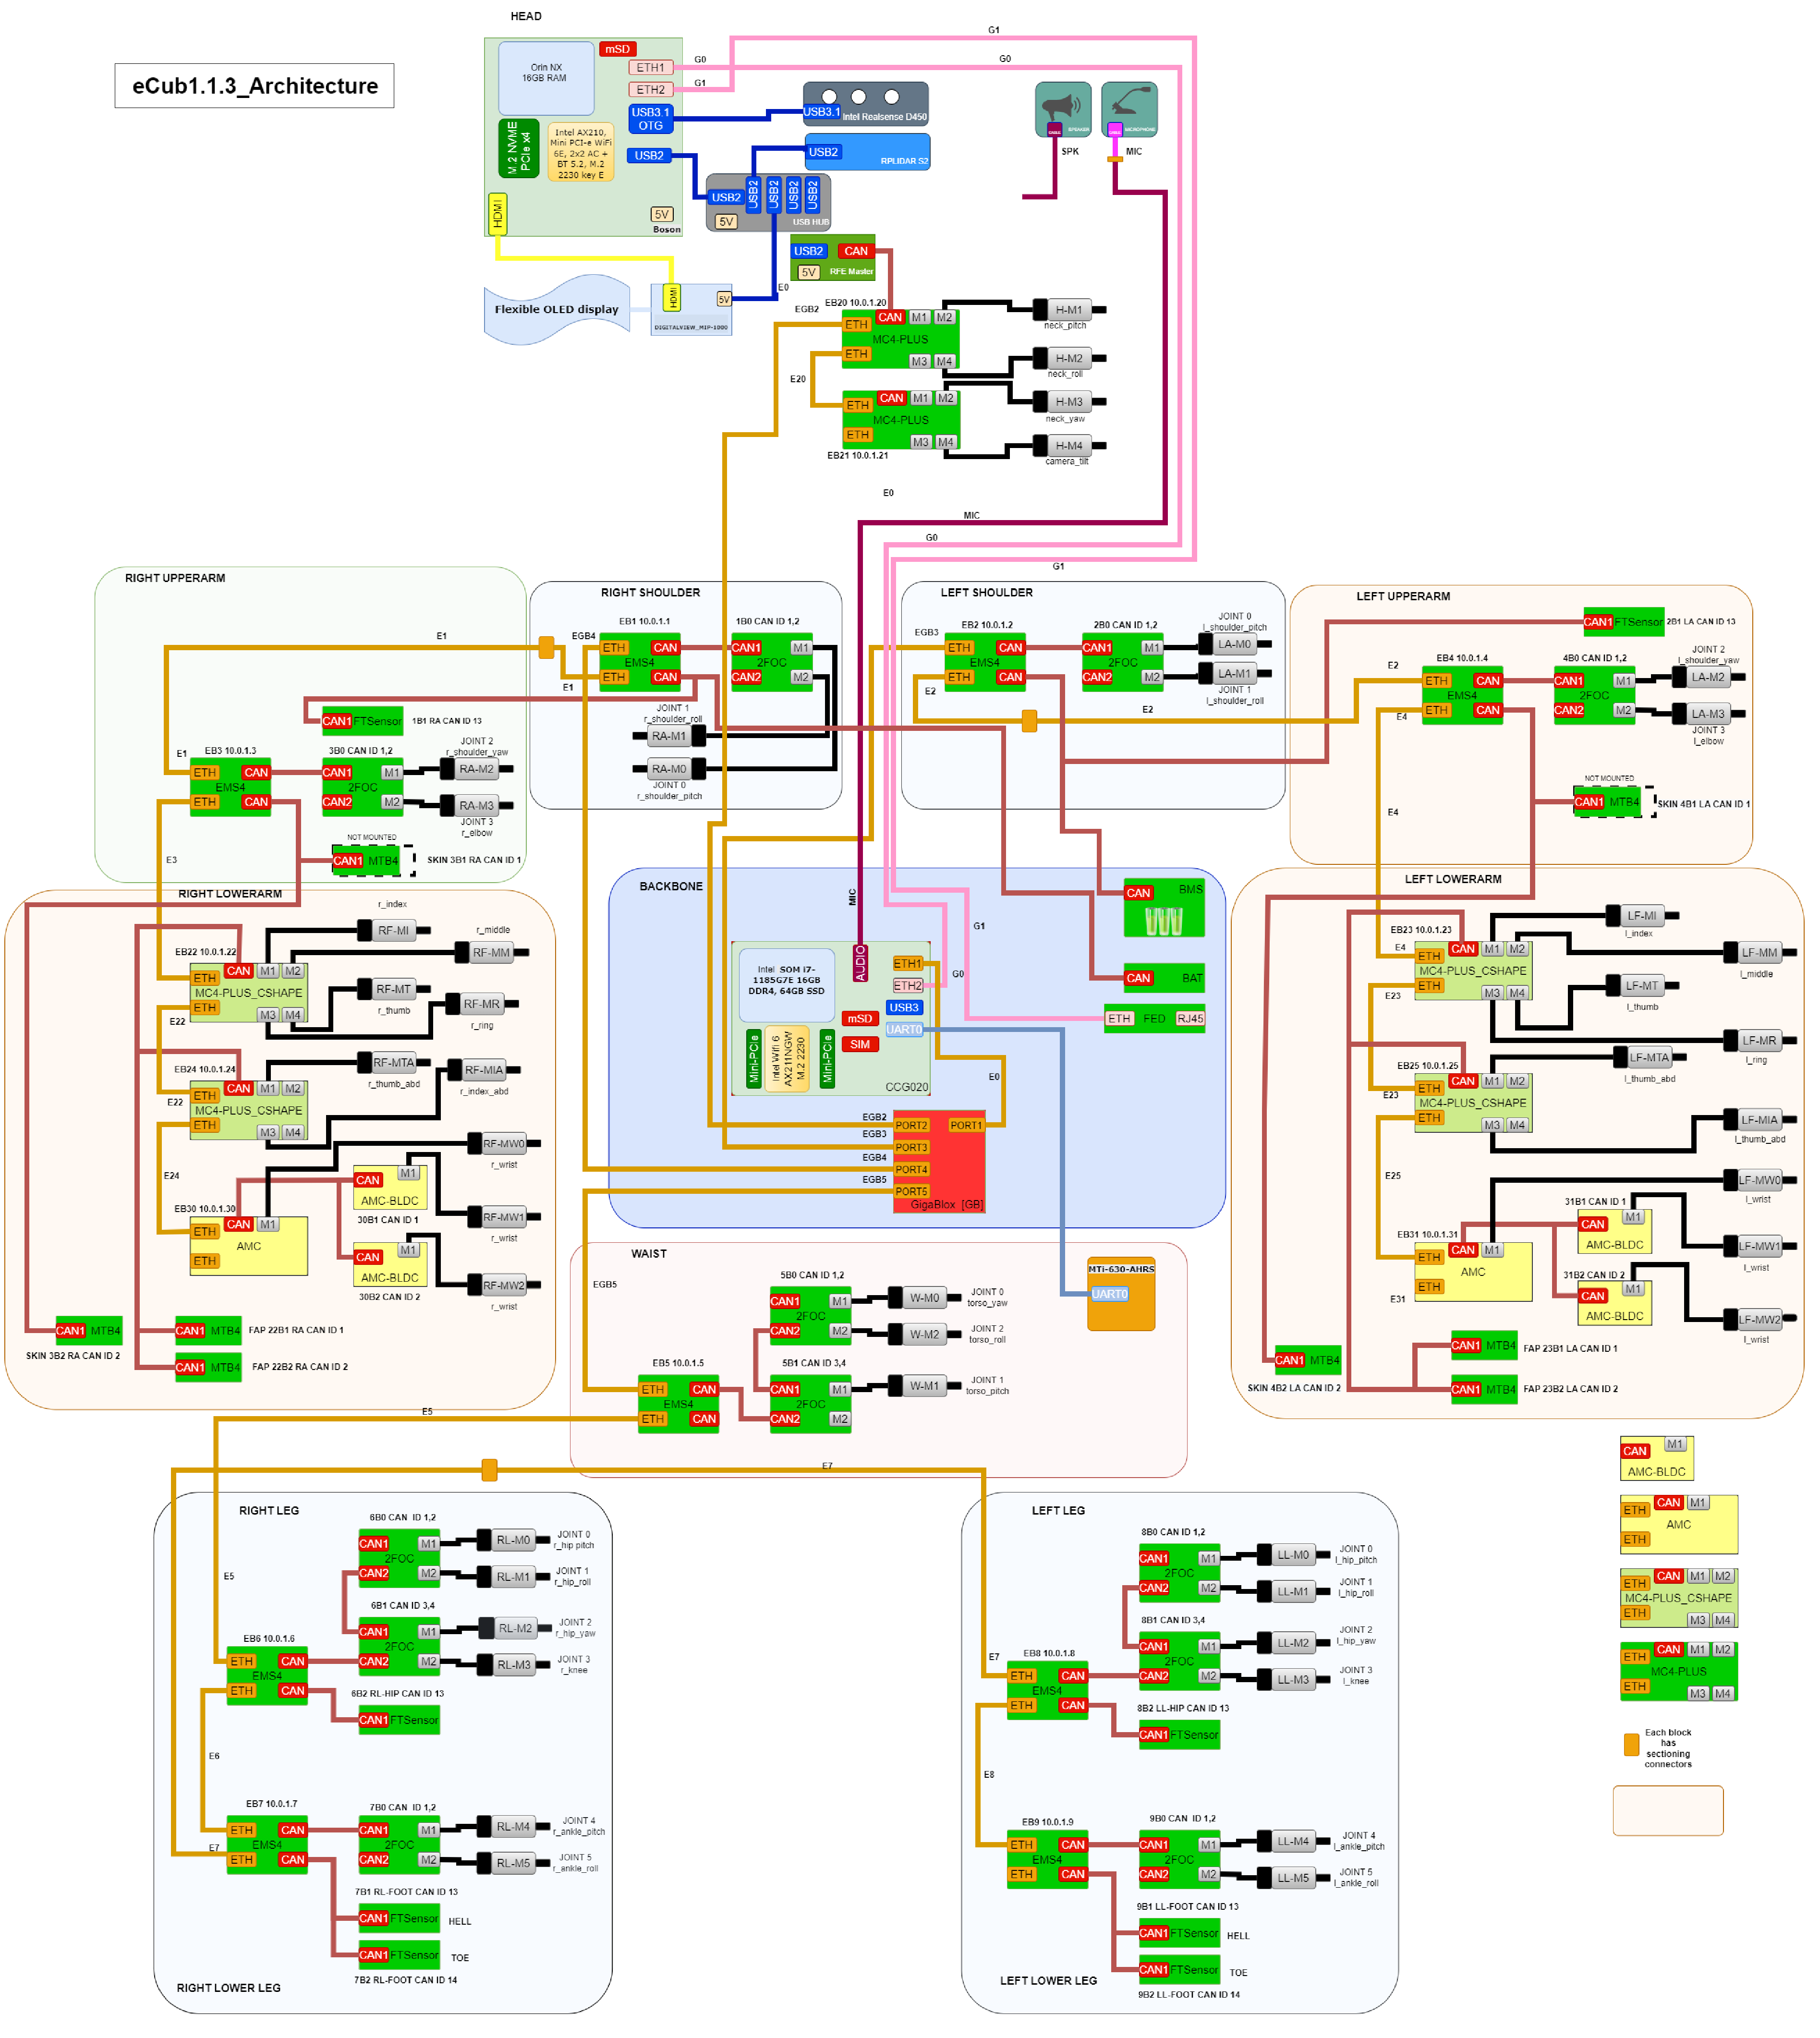 HEAD
eCub1.1.3_Architecture
Orin NX
16GB RAM
mSD
ETH1
ETH2
USB3.1
OTG
USB2
M.2 NVME
PCIe x4
Intel AX210,
Mini PCI-e WiFi
6E, 2x2 AC +
BT 5.2, M.2
2230 key E
HDMI
5V
Boson
G0
G1
G1
G0
USB3.1
Intel Realsense D450
USB2
RPLIDAR S2
USB2
USB2
USB2
USB2
USB2
5V
USB HUB
SPEAKER
MICROPHONE
SPK
MIC
USB2
CAN
5V
RFE Master
Flexible OLED display
HDMI
5V
DIGITALVIEW_MIP-1000
E0
EGB2
EB20 10.0.1.20
ETH
CAN
M1
M2
MC4-PLUS
ETH
M3
M4
H-M1
neck_pitch
H-M2
neck_roll
E20
ETH
CAN
M1
M2
MC4-PLUS
ETH
M3
M4
EB21 10.0.1.21
H-M3
neck_yaw
H-M4
camera_tilt
E0
MIC
G0
G1
RIGHT UPPERARM
E1
FTSensor
CAN1
1B1 RA CAN ID 13
E1
EB3 10.0.1.3
ETH
CAN
EMS4
ETH
CAN
3B0 CAN ID 1,2
CAN1
M1
2FOC
CAN2
M2
JOINT 2
r_shoulder_yaw
RA-M2
RA-M3
JOINT 3
r_elbow
NOT MOUNTED
CAN1
MTB4
SKIN 3B1 RA CAN ID 1
E3
RIGHT SHOULDER
EGB4
EB1 10.0.1.1
ETH
CAN
EMS4
ETH
CAN
E1
1B0 CAN ID 1,2
CAN1
M1
2FOC
CAN2
M2
JOINT 1
r_shoulder_roll
RA-M1
RA-M0
JOINT 0
r_shoulder_pitch
LEFT SHOULDER
EGB3
EB2 10.0.1.2
ETH
CAN
EMS4
ETH
CAN
E2
2B0 CAN ID 1,2
CAN1
M1
2FOC
CAN2
M2
JOINT 0
l_shoulder_pitch
LA-M0
LA-M1
JOINT 1
l_shoulder_roll
E2
LEFT UPPERARM
CAN1
FTSensor
2B1 LA CAN ID 13
E2
EB4 10.0.1.4
ETH
CAN
EMS4
ETH
CAN
E4
4B0 CAN ID 1,2
CAN1
M1
2FOC
CAN2
M2
JOINT 2
l_shoulder_yaw
LA-M2
LA-M3
JOINT 3
l_elbow
NOT MOUNTED
CAN1
MTB4
SKIN 4B1 LA CAN ID 1
E4
RIGHT LOWERARM
r_index
RF-MI
r_middle
RF-MM
EB22 10.0.1.22
ETH
CAN
M1
M2
MC4-PLUS_CSHAPE
ETH
M3
M4
RF-MT
r_thumb
RF-MR
r_ring
E22
EB24 10.0.1.24
ETH
CAN
M1
M2
MC4-PLUS_CSHAPE
ETH
M3
M4
E22
RF-MTA
r_thumb_abd
RF-MIA
r_index_abd
E24
RF-MW0
r_wrist
CAN
M1
AMC-BLDC
30B1 CAN ID 1
EB30 10.0.1.30
ETH
CAN
M1
AMC
ETH
RF-MW1
r_wrist
CAN
M1
AMC-BLDC
30B2 CAN ID 2
RF-MW2
r_wrist
CAN1
MTB4
SKIN 3B2 RA CAN ID 2
CAN1
MTB4
FAP 22B1 RA CAN ID 1
CAN1
MTB4
FAP 22B2 RA CAN ID 2
BACKBONE
MIC
Intel SOM i7-
1185G7E 16GB
DDR4, 64GB SSD
AUDIO
ETH1
ETH2
USB3
UART0
mSD
SIM
Mini-PCIe
Intel Wifi 6
AX211NGW
M.2 2230
Mini-PCIe
CCG020
G0
G1
E0
CAN
BMS
CAN
BAT
ETH
FED
RJ45
EGB2
PORT2
PORT1
EGB3
PORT3
EGB4
PORT4
EGB5
PORT5
GigaBlox [GB]
LEFT LOWERARM
EB23 10.0.1.23
E4
ETH
CAN
M1
M2
MC4-PLUS_CSHAPE
ETH
M3
M4
E23
LF-MI
l_index
LF-MM
l_middle
LF-MT
l_thumb
LF-MR
l_ring
EB25 10.0.1.25
ETH
CAN
M1
M2
MC4-PLUS_CSHAPE
ETH
M3
M4
E23
LF-MTA
l_thumb_abd
LF-MIA
l_thumb_abd
E25
LF-MW0
l_wrist
31B1 CAN ID 1
CAN
M1
AMC-BLDC
EB31 10.0.1.31
ETH
CAN
M1
AMC
ETH
E31
LF-MW1
l_wrist
31B2 CAN ID 2
CAN
M1
AMC-BLDC
LF-MW2
l_wrist
CAN1
MTB4
SKIN 4B2 LA CAN ID 2
CAN1
MTB4
FAP 23B1 LA CAN ID 1
CAN1
MTB4
FAP 23B2 LA CAN ID 2
WAIST
EGB5
5B0 CAN ID 1,2
CAN1
M1
2FOC
CAN2
M2
W-M0
JOINT 0
torso_yaw
W-M2
JOINT 2
torso_roll
MTi-630-AHRS
UART0
EB5 10.0.1.5
ETH
CAN
EMS4
ETH
CAN
5B1 CAN ID 3,4
CAN1
M1
2FOC
CAN2
M2
W-M1
JOINT 1
torso_pitch
E5
E7
RIGHT LEG
6B0 CAN ID 1,2
CAN1
M1
2FOC
CAN2
M2
RL-M0
JOINT 0
r_hip pitch
RL-M1
JOINT 1
r_hip_roll
E5
6B1 CAN ID 3,4
CAN1
M1
2FOC
CAN2
M2
RL-M2
JOINT 2
r_hip_yaw
RL-M3
JOINT 3
r_knee
EB6 10.0.1.6
ETH
CAN
EMS4
ETH
CAN
6B2 RL-HIP CAN ID 13
CAN1
FTSensor
E6
EB7 10.0.1.7
ETH
CAN
EMS4
E7
ETH
CAN
7B0 CAN ID 1,2
CAN1
M1
2FOC
CAN2
M2
RL-M4
JOINT 4
r_ankle_pitch
RL-M5
JOINT 5
r_ankle_roll
7B1 RL-FOOT CAN ID 13
CAN1
FTSensor
HELL
CAN1
FTSensor
TOE
7B2 RL-FOOT CAN ID 14
RIGHT LOWER LEG
LEFT LEG
8B0 CAN ID 1,2
CAN1
M1
2FOC
CAN2
M2
LL-M0
JOINT 0
l_hip_pitch
LL-M1
JOINT 1
l_hip_roll
8B1 CAN ID 3,4
CAN1
M1
2FOC
CAN2
M2
LL-M2
JOINT 2
l_hip_yaw
LL-M3
JOINT 3
l_knee
E7
EB8 10.0.1.8
ETH
CAN
EMS4
ETH
CAN
8B2 LL-HIP CAN ID 13
CAN1
FTSensor
E8
EB9 10.0.1.9
ETH
CAN
EMS4
ETH
CAN
9B0 CAN ID 1,2
CAN1
M1
2FOC
CAN2
M2
LL-M4
JOINT 4
l_ankle_pitch
LL-M5
JOINT 5
l_ankle_roll
9B1 LL-FOOT CAN ID 13
CAN1
FTSensor
HELL
CAN1
FTSensor
TOE
9B2 LL-FOOT CAN ID 14
LEFT LOWER LEG
CAN
M1
AMC-BLDC
ETH
CAN
M1
AMC
ETH
ETH
CAN
M1
M2
MC4-PLUS_CSHAPE
ETH
M3
M4
ETH
CAN
M1
M2
MC4-PLUS
ETH
M3
M4
Each block
has
sectioning
connectors